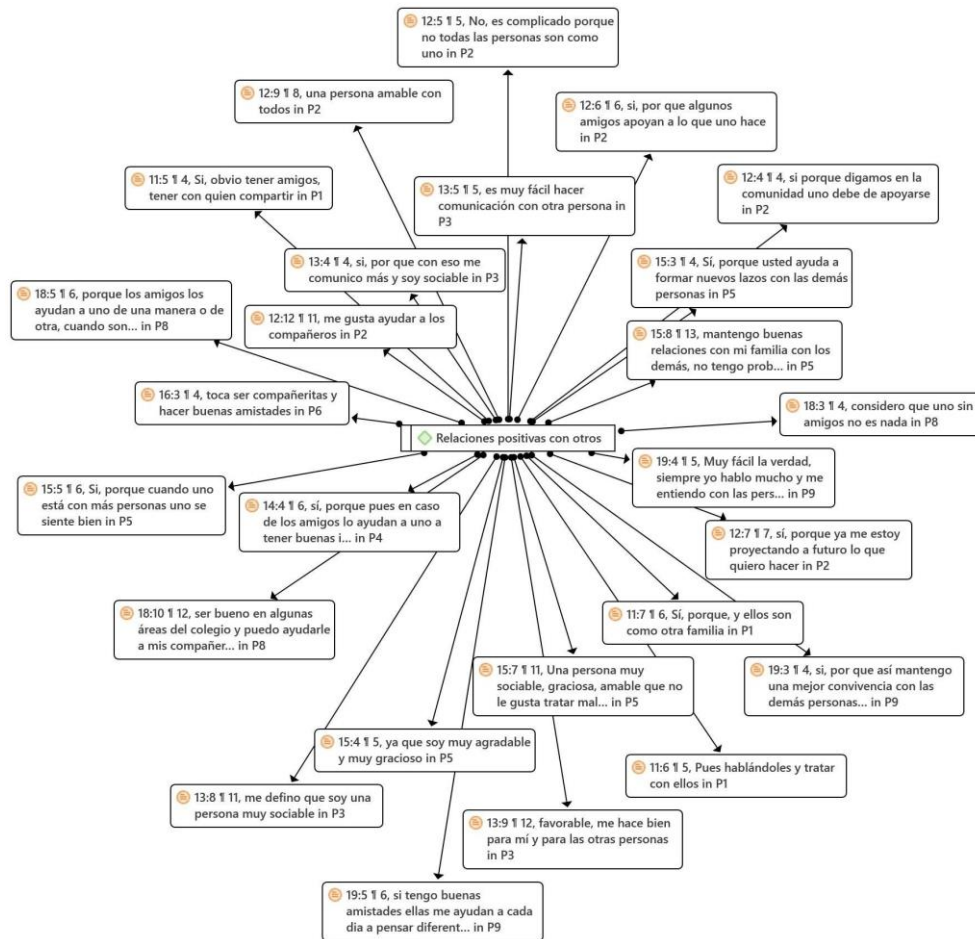 12:5 ¶ 5, No, es complicado porque
no todas las personas son como
uno in P2
12:9 ¶ 8, una persona amable con
todos in P2
12:6 ¶ 6, si, por que algunos
amigos apoyan a lo que uno hace
in P2
11:5 ¶ 4, Si, obvio tener amigos,
tener con quien compartir in P1
13:5 ¶ 5, es muy fácil hacer
comunicación con otra persona in
P3
12:4 ¶ 4, si porque digamos en la
comunidad uno debe de apoyarse
in P2
13:4 ¶ 4, si, por que con eso me
comunico más y soy sociable in P3
15:3 ¶ 4, Sí, porque usted ayuda a
formar nuevos lazos con las demás
personas in P5
18:5 ¶ 6, porque los amigos los
ayudan a uno de una manera o de
otra, cuando son... in P8
12:12 ¶ 11, me gusta ayudar a los
compañeros in P2
15:8 ¶ 13, mantengo buenas
relaciones con mi familia con los
demás, no tengo prob... in P5
16:3 ¶ 4, toca ser compañeritas y
hacer buenas amistades in P6
18:3 ¶ 4, considero que uno sin
amigos no es nada in P8
Relaciones positivas con otros
19:4 ¶ 5, Muy fácil la verdad,
siempre yo hablo mucho y me
entiendo con las pers... in P9
15:5 ¶ 6, Si, porque cuando uno
está con más personas uno se
siente bien in P5
14:4 ¶ 6, sí, porque pues en caso
de los amigos lo ayudan a uno a
tener buenas i... in P4
12:7 ¶ 7, sí, porque ya me estoy
proyectando a futuro lo que
quiero hacer in P2
18:10 ¶ 12, ser bueno en algunas
áreas del colegio y puedo ayudarle
a mis compañer... in P8
11:7 ¶ 6, Sí, porque, y ellos son
como otra familia in P1
15:7 ¶ 11, Una persona muy
sociable, graciosa, amable que no
le gusta tratar mal... in P5
19:3 ¶ 4, si, por que así mantengo
una mejor convivencia con las
demás personas... in P9
15:4 ¶ 5, ya que soy muy agradable
y muy gracioso in P5
11:6 ¶ 5, Pues hablándoles y tratar
con ellos in P1
13:8 ¶ 11, me defino que soy una
persona muy sociable in P3
13:9 ¶ 12, favorable, me hace bien
para mí y para las otras personas
in P3
19:5 ¶ 6, si tengo buenas
amistades ellas me ayudan a cada
dia a pensar diferent... in P9